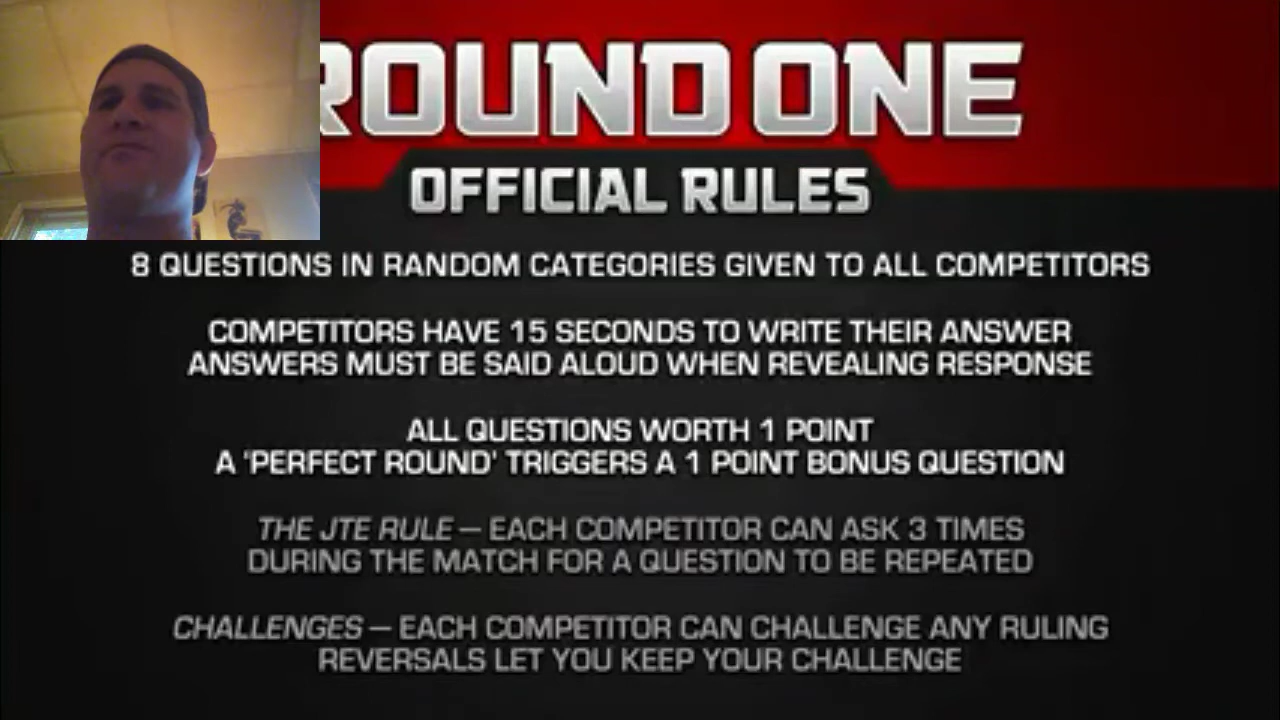 ROUND ONE
OFFICIAL RULES
8 QUESTIONS IN RANDOM CATEGORIES GIVEN TO ALL COMPETITORS
COMPETITORS HAVE 15 SECONDS TO WRITE THEIR ANSWER
ANSWERS MUST BE SAID ALOUD WHEN REVEALING RESPONSE
ALL QUESTIONS WORTH 1 POINT
A 'PERFECT ROUND' TRIGGERS A 1 POINT BONUS QUESTION
THE JTE RULE – EACH COMPETITOR CAN ASK 3 TIMES
DURING THE MATCH FOR A QUESTION TO BE REPEATED
CHALLENGES – EACH COMPETITOR CAN CHALLENGE ANY RULING
REVERSALS LET YOU KEEP YOUR CHALLENGE